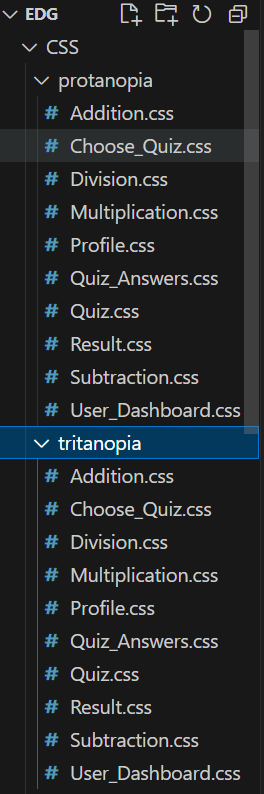 EDG
CSS
protanopia
# Addition.css
# Choose_Quiz.css
# Division.css
# Multiplication.css
# Profile.css
# Quiz_Answers.css
# Quiz.css
# Result.css
# Subtraction.css
# User_Dashboard.css
tritanopia
# Addition.css
# Choose_Quiz.css
# Division.css
# Multiplication.css
# Profile.css
# Quiz_Answers.css
# Quiz.css
# Result.css
# Subtraction.css
# User_Dashboard.css